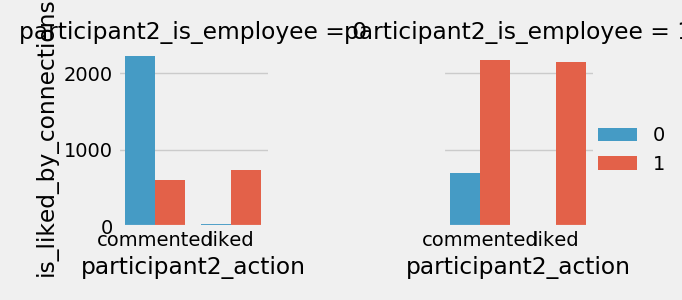 participant2_is_employee = 0
participant2_is_employee = 1
is_liked_by_connections
2000
1000
0
commented
liked
commented
liked
participant2_action
participant2_action
0
1